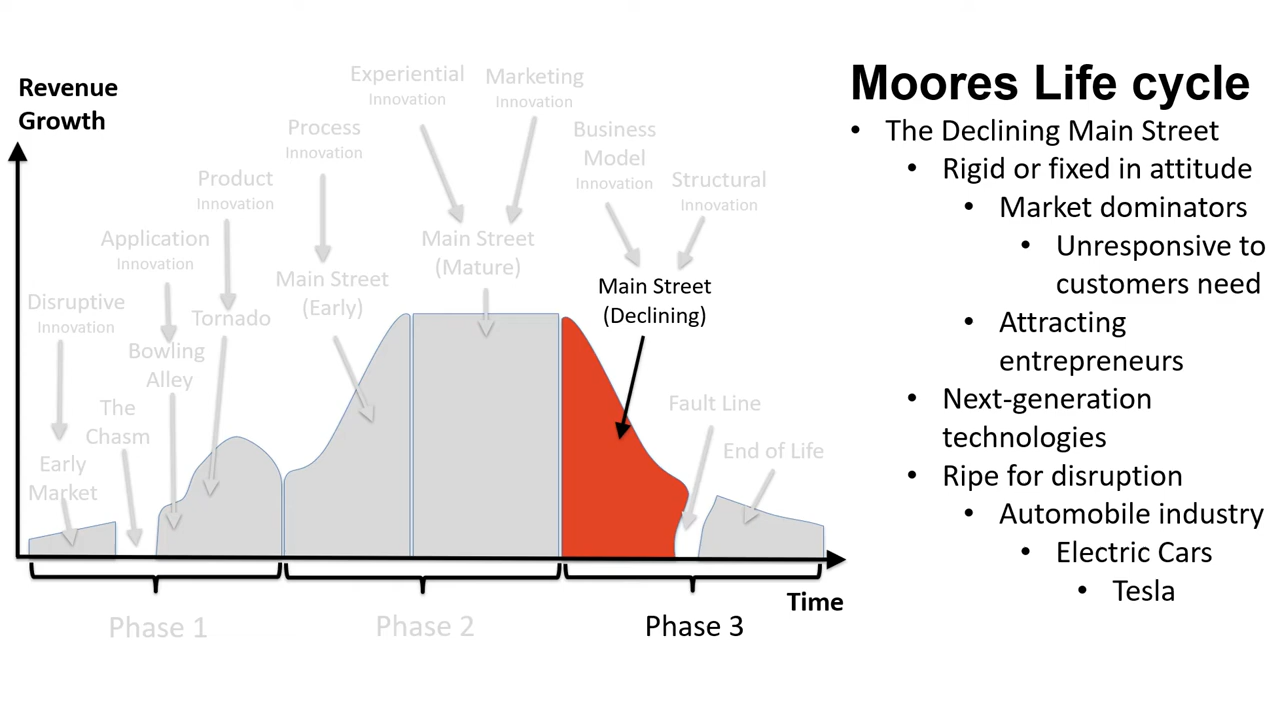 Moores Life cycle
Revenue
Growth
Experiential
Innovation
Marketing
Innovation
Process
Innovation
Business
Model
Innovation
Structural
Innovation
Product
Innovation
Application
Innovation
Disruptive
Innovation
Main Street
(Mature)
Main Street
(Early)
Main Street
(Declining)
Tornado
Bowling
Alley
The
Chasm
Early
Market
Fault Line
End of Life
Time
Phase 1
Phase 2
Phase 3
• The Declining Main Street
• Rigid or fixed in attitude
• Market dominators
• Unresponsive to
customers need
• Attracting
entrepreneurs
• Next-generation
technologies
• Ripe for disruption
• Automobile industry
• Electric Cars
• Tesla